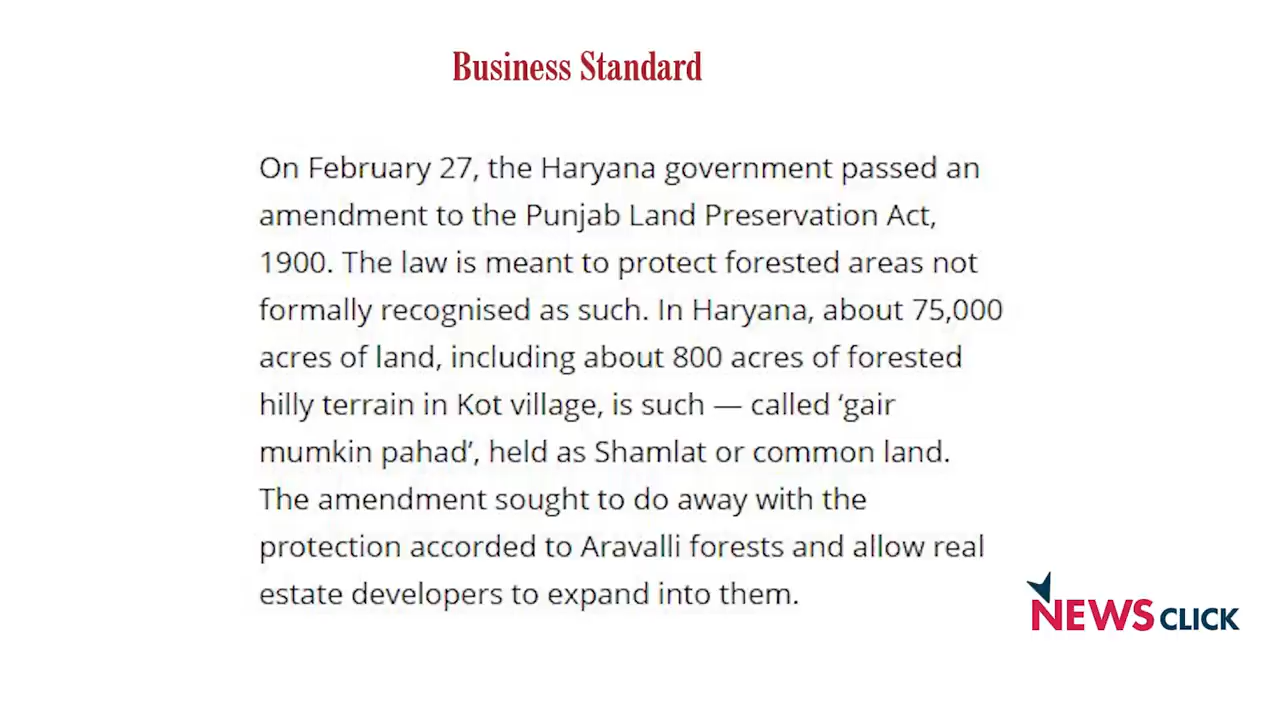 Business Standard
On February 27, the Haryana government passed an
amendment to the Punjab Land Preservation Act,
1900. The law is meant to protect forested areas not
formally recognised as such. In Haryana, about 75,000
acres of land, including about 800 acres of forested
hilly terrain in Kot village, is such — called ‘gair
mumkin pahad’, held as Shamlat or common land.
The amendment sought to do away with the
protection accorded to Aravalli forests and allow real
estate developers to expand into them.
NEWSCLICK